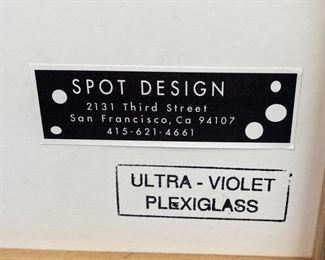 SPOT DESIGN
2131 Third Street
San Francisco, Ca 94107
415-621-4661
ULTRA - VIOLET
PLEXIGLASS